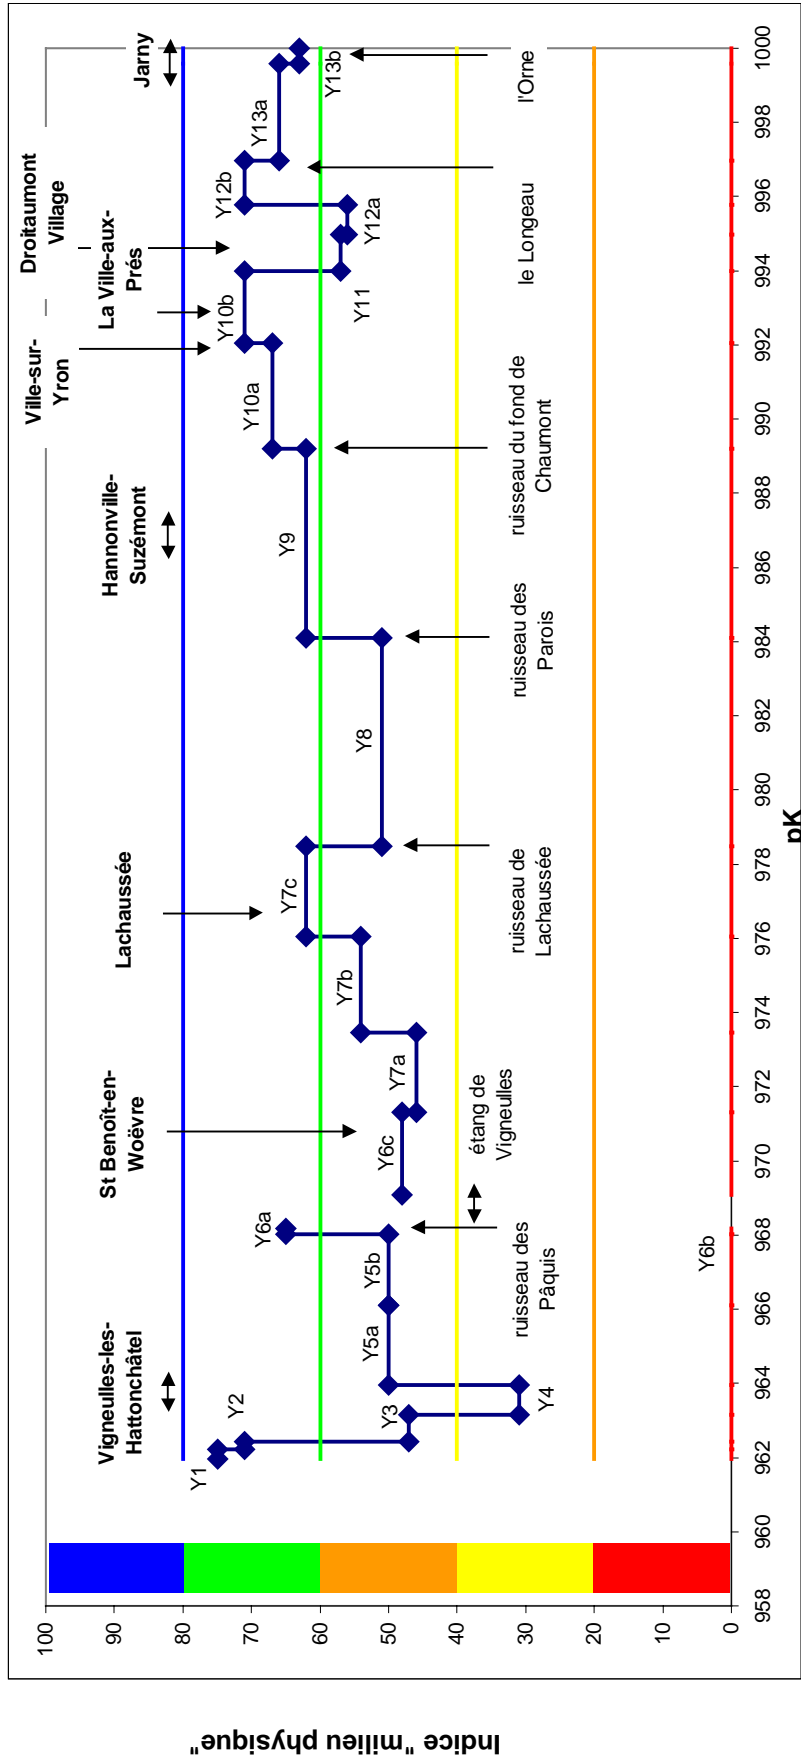 Vigneulles-les-
Hattonchâtel
St Benoît-en-
Woëvre
Lachaussée
Hannonville-
Suzémont
Ville-sur-
Yron
La Ville-aux-
Prés
Droitaumont
Village
Jarny
Y1
Y2
Y3
Y4
Y5a
Y5b
Y6a
Y6b
Y6c
Y7a
Y7b
Y7c
Y8
Y9
Y10a
Y10b
Y11
Y12a
Y12b
Y13a
Y13b
ruisseau des
Pâquis
étang de
Vigneulles
ruisseau de
Lachaussée
ruisseau des
Parois
ruisseau du fond de
Chaumont
le Longeau
l'Orne
100
90
80
70
60
50
40
30
20
10
0
958
960
962
964
966
968
970
972
974
976
978
980
982
984
986
988
990
992
994
996
998
1000
pK
Indice "milieu physique"